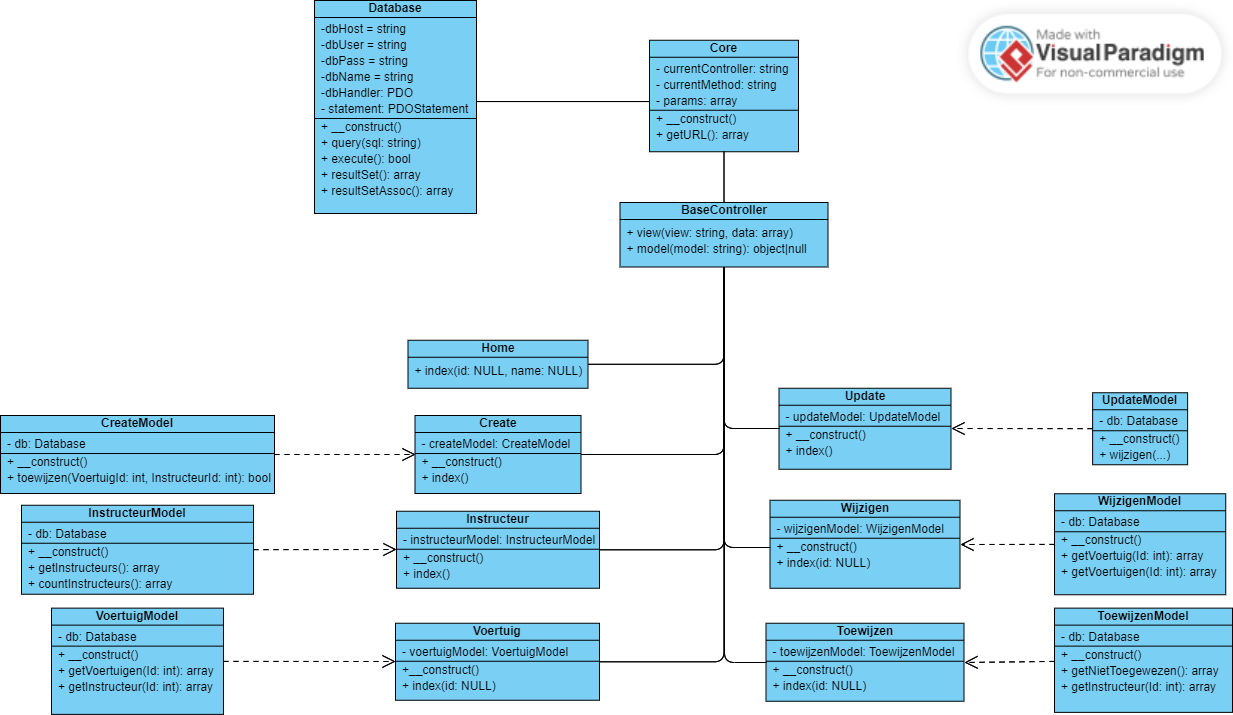 Database
-dbHost = string
-dbUser = string
-dbPass = string
-dbName = string
-dbHandler: PDO
- statement: PDOStatement
+ __construct()
+ query(sql: string)
+ execute(): bool
+ resultSet(): array
+ resultSetAssoc(): array
Core
- currentController: string
- currentMethod: string
- params: array
+ __construct()
+ getURL(): array
Made with
VisualParadigm
For non-commercial use
BaseController
+ view(view: string, data: array)
+ model(model: string): object|null
Home
+ index(id: NULL, name: NULL)
CreateModel
- db: Database
+ __construct()
+ toewijzen(VoertuigId: int, InstructeurId: int): bool
Create
- createModel: CreateModel
+ __construct()
+ index()
Update
- updateModel: UpdateModel
+ __construct()
+ index()
UpdateModel
- db: Database
+ __construct()
+ wijzigen(...)
InstructeurModel
- db: Database
+ __construct()
+ getInstructeurs(): array
+ countInstructeurs(): array
Instructeur
- instructeurModel: InstructeurModel
+ __construct()
+ index()
Wijzigen
- wijzigenModel: WijzigenModel
+ __construct()
+ index(id: NULL)
WijzigenModel
- db: Database
+ __construct()
+ getVoertuig(Id: int): array
+ getVoertuigen(Id: int): array
VoertuigModel
- db: Database
+ __construct()
+ getVoertuigen(Id: int): array
+ getInstructeur(Id: int): array
Voertuig
- voertuigModel: VoertuigModel
+__construct()
+ index(id: NULL)
Toewijzen
- toewijzenModel: ToewijzenModel
+ __construct()
+ index(id: NULL)
ToewijzenModel
- db: Database
+ __construct()
+ getNietToegewezen(): array
+ getInstructeur(Id: int): array